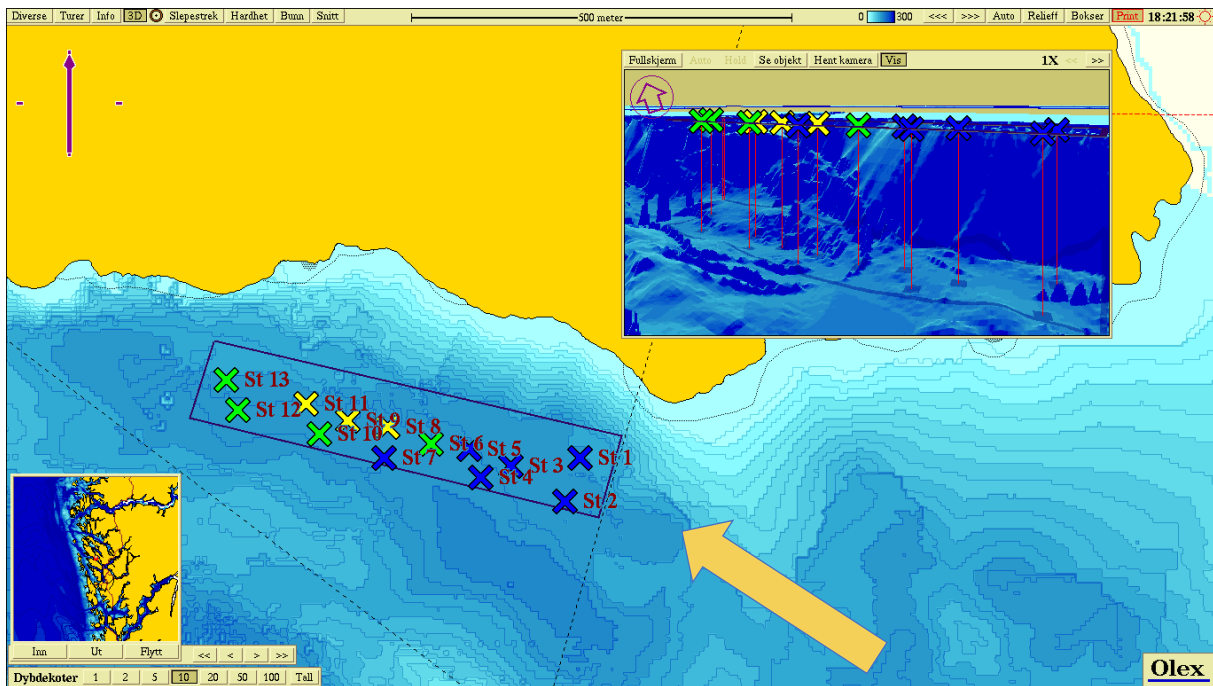 Diverse Turer Info 3D Slepestrek Hardhet Bunn Snitt 500 meter 0 300 <<< >>> Auto Relieff Bokser Print 18:21:58
Fullskjerm Auto Hold Se objekt Hent kamera Vis 1X << >>
St 13
St 11
St 12
St 9
St 8
St 10
St 6
St 5
St 7
St 3
St 1
St 4
St 2
Inn Ut Flytt << < > >>
Dybdekoter 1 2 5 10 20 50 100 Tall
Olex